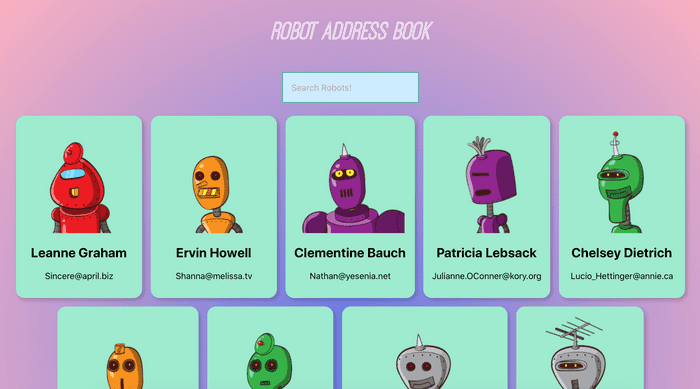 ROBOT ADDRESS BOOK
Search Robots!
Leanne Graham
Sincere@april.biz
Ervin Howell
Shanna@melissa.tv
Clementine Bauch
Nathan@yesenia.net
Patricia Lebsack
Julianne.OConner@kory.org
Chelsey Dietrich
Lucio_Hettinger@annie.ca